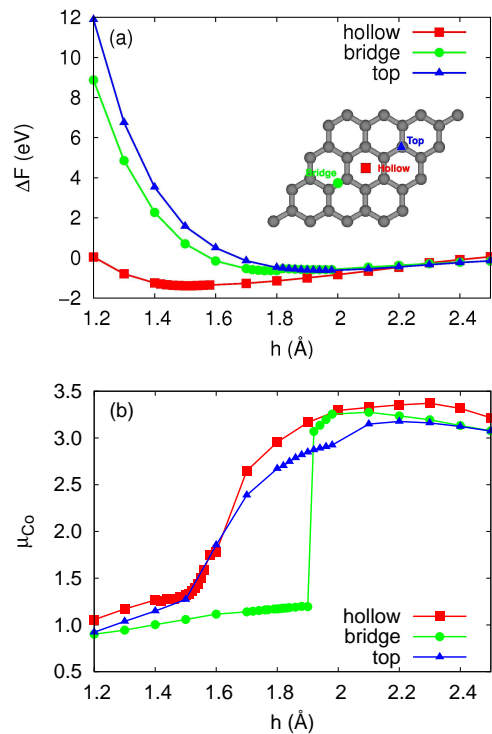 (a)
hollow
bridge
top
ΔF (eV)
12
10
8
6
4
2
0
−2
Top
Bridge
Hollow
1.2 1.4 1.6 1.8 2 2.2 2.4
h (Å)
(b)
μCo
3.5
3.0
2.5
2.0
1.5
1.0
0.5
hollow
bridge
top
1.2 1.4 1.6 1.8 2 2.2 2.4
h (Å)